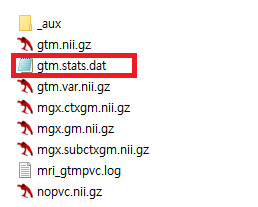 _aux
gtm.nii.gz
gtm.stats.dat
gtm.var.nii.gz
mgx.ctxgm.nii.gz
mgx.gm.nii.gz
mgx.subctxgm.nii.gz
mri_gtmpvc.log
nopvc.nii.gz